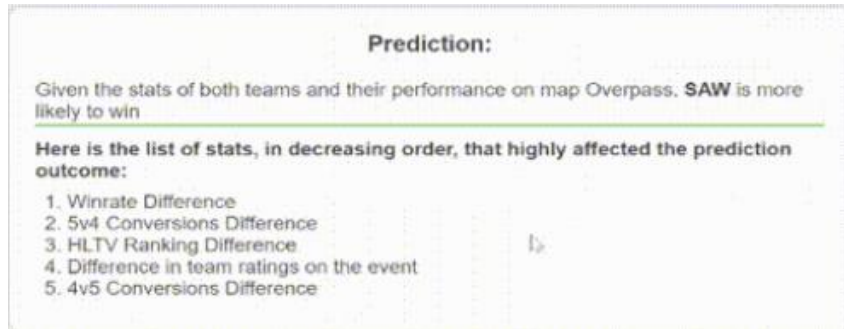 Prediction:
Given the stats of both teams and their performance on map Overpass, SAW is more
likely to win
Here is the list of stats, in decreasing order, that highly affected the prediction
outcome:
1. Winrate Difference
2. 5v4 Conversions Difference
3. HLTV Ranking Difference
4. Difference in team ratings on the event
5. 4v5 Conversions Difference